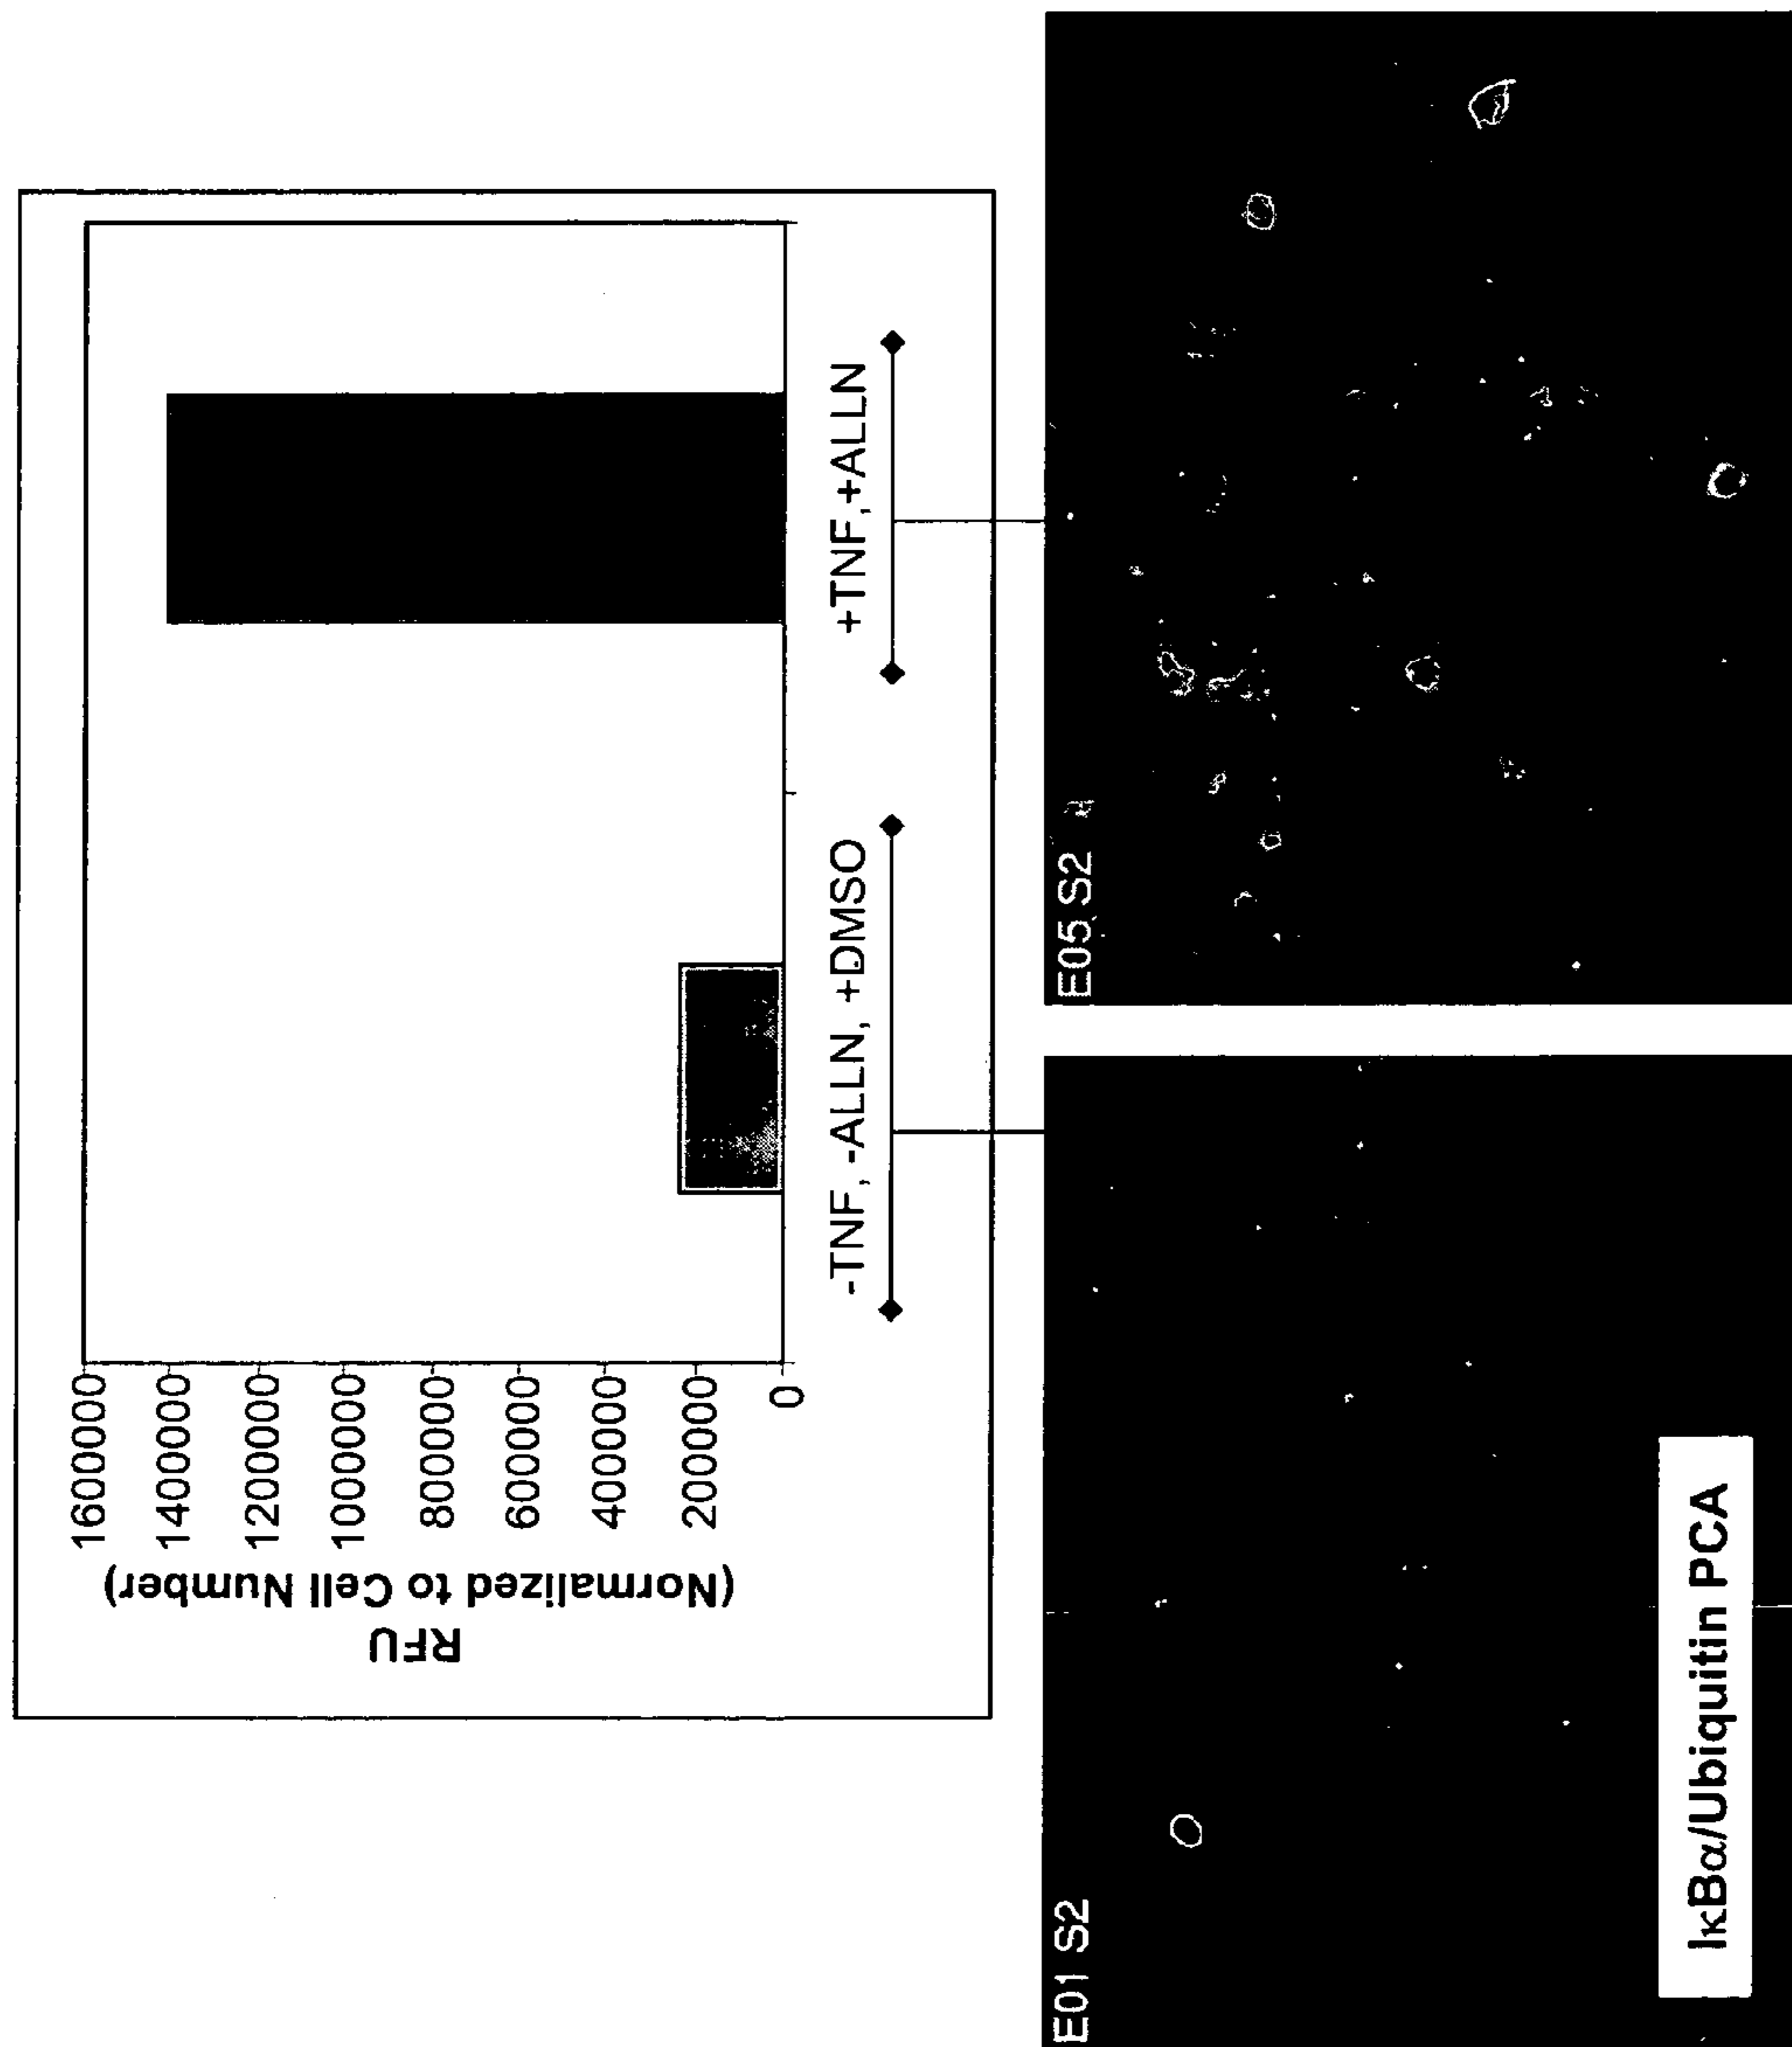 RFU
(Normalized to Cell Number)
16000000
14000000
12000000
10000000
8000000
6000000
4000000
2000000
0
-TNF, -ALLN, +DMSO
+TNF,+ALLN
E01 S2
E05 S2
IκBα/Ubiquitin PCA